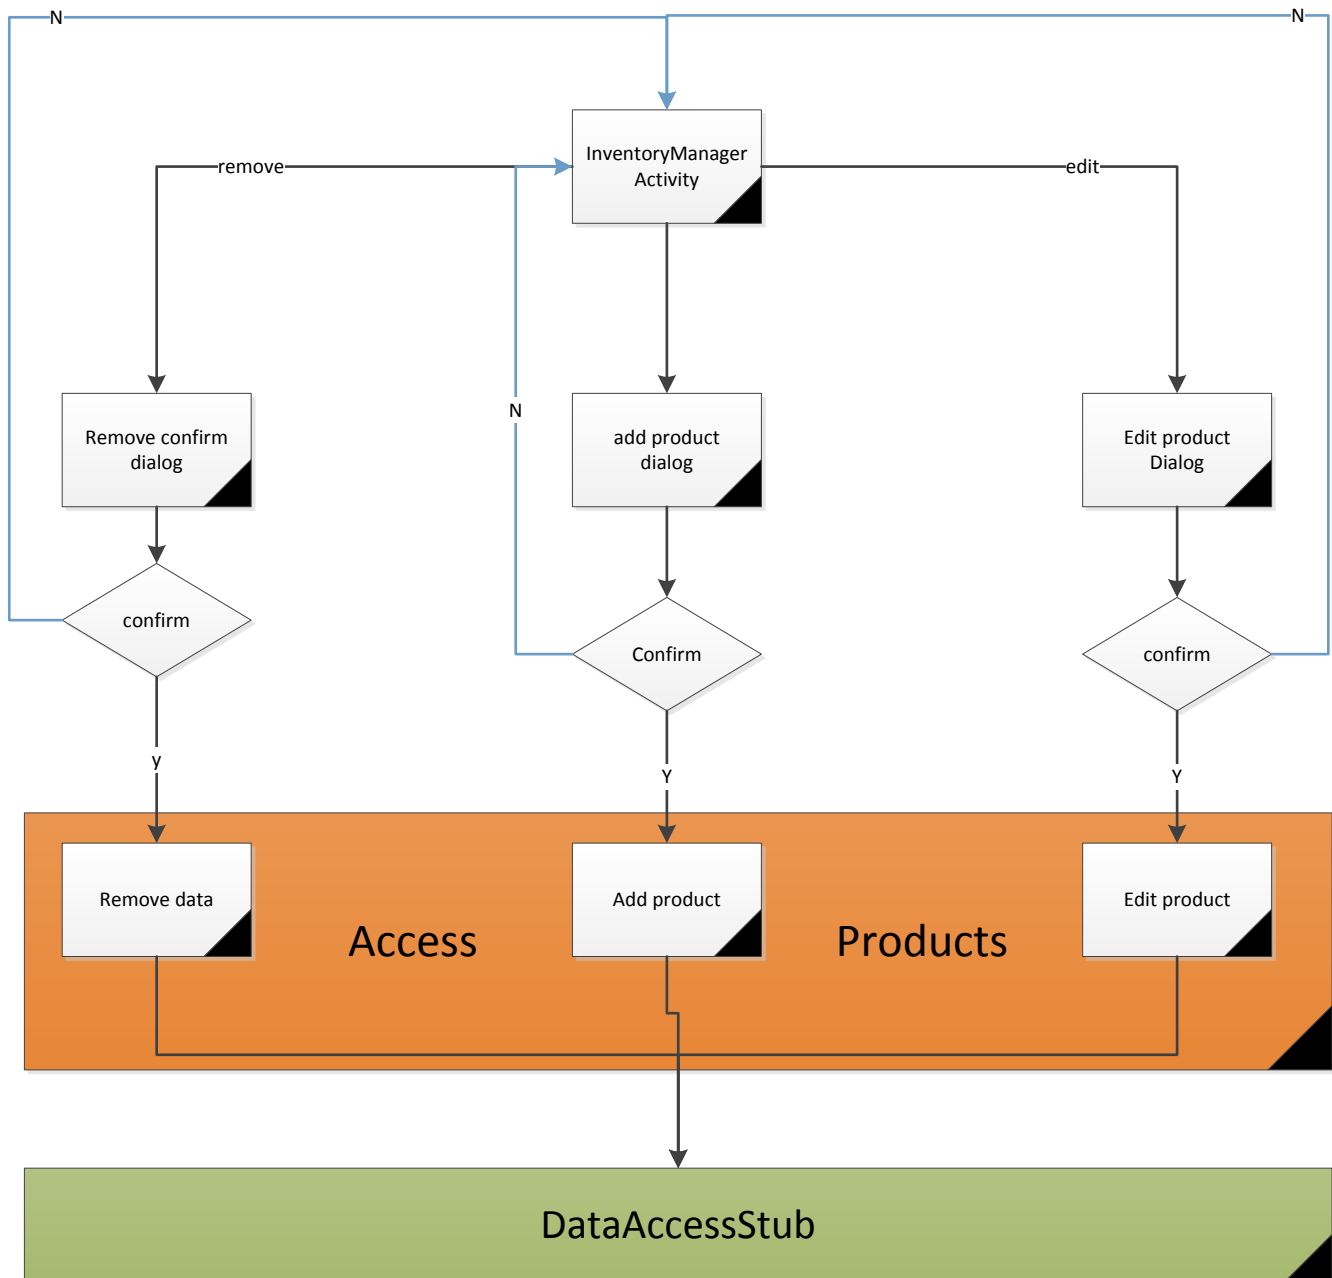 N
N
InventoryManager
Activity
remove
edit
Remove confirm
dialog
N
add product
dialog
Edit product
Dialog
confirm
Confirm
confirm
y
Y
Y
Remove data
Add product
Edit product
Access
Products
DataAccessStub